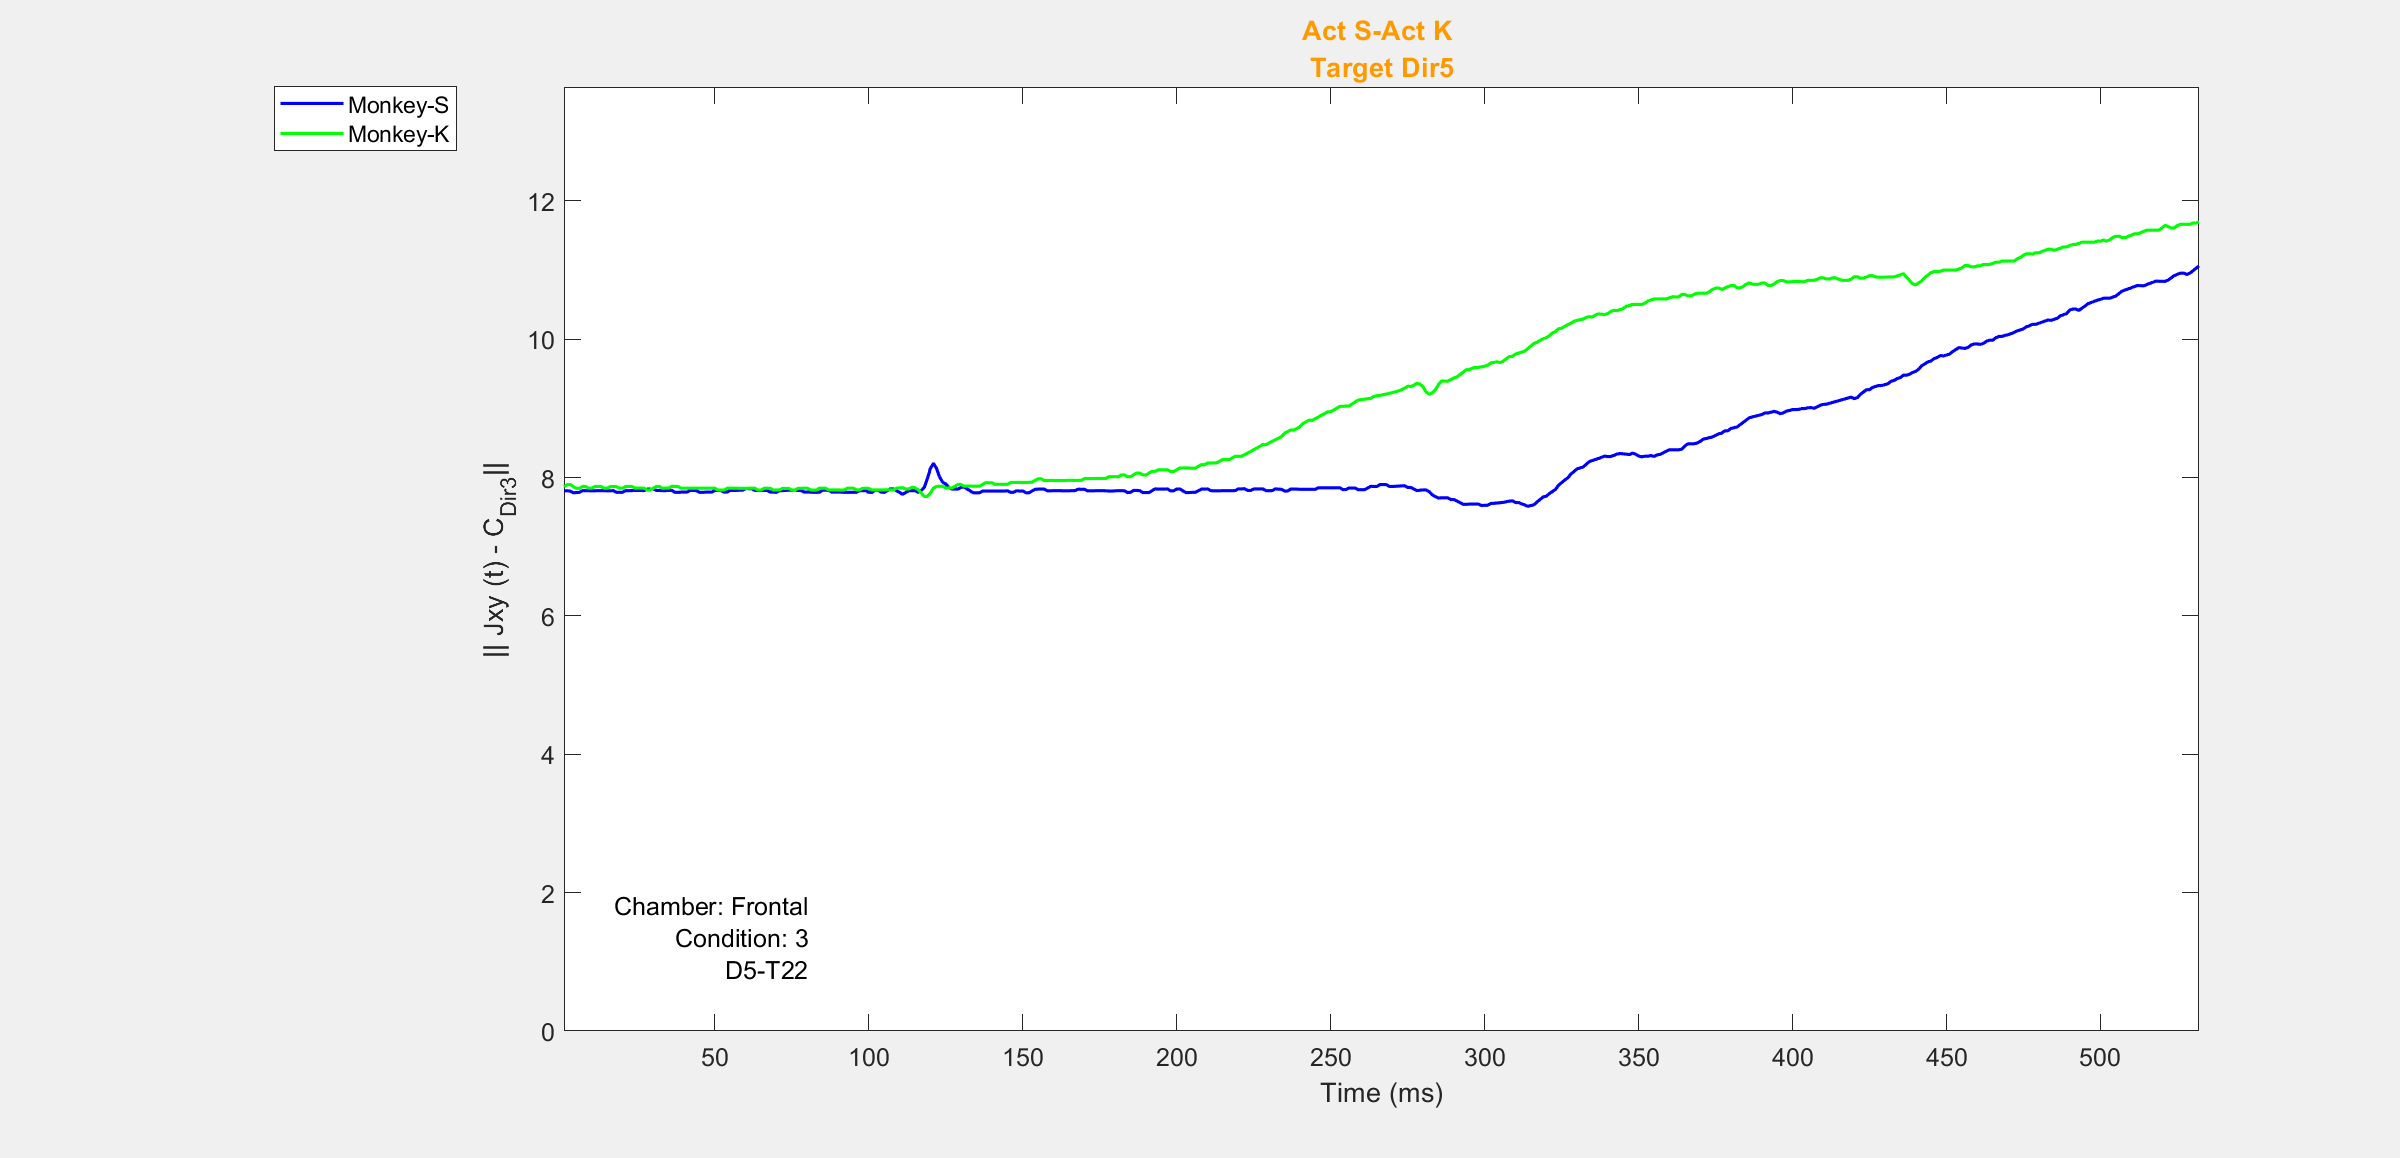 Act S-Act K
Target Dir5
Monkey-S
Monkey-K
12
10
8
6
4
2
0
|| Jxy (t) - C_Dir3||
Chamber: Frontal
Condition: 3
D5-T22
50 100 150 200 250 300 350 400 450 500
Time (ms)